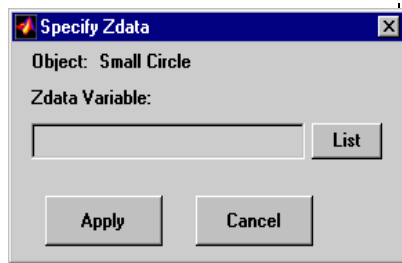 Specify Zdata
Object: Small Circle
Zdata Variable:
List
Apply Cancel